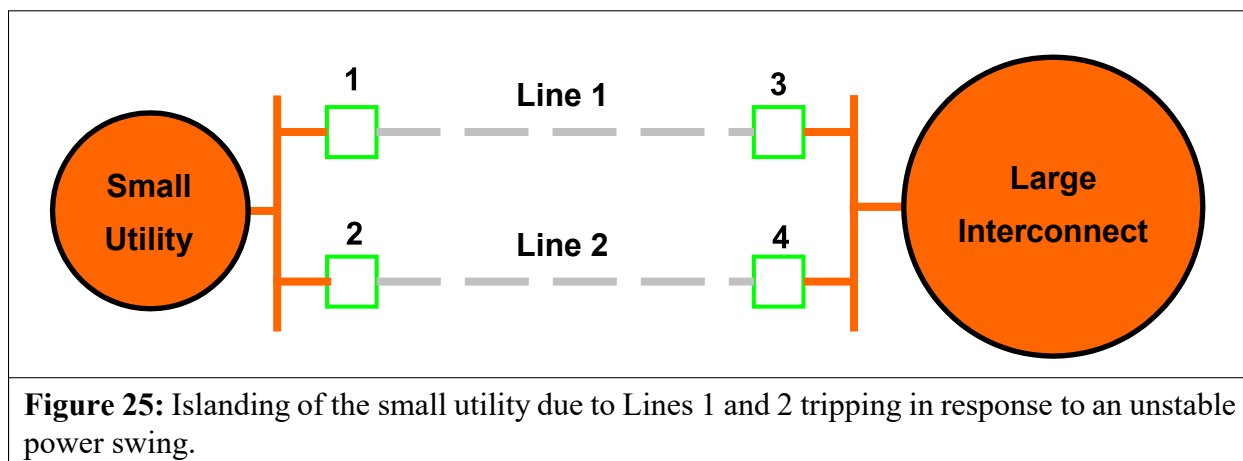 1
3
Line 1
Small
Utility
Large
Interconnect
2
4
Line 2
Figure 25: Islanding of the small utility due to Lines 1 and 2 tripping in response to an unstable
power swing.